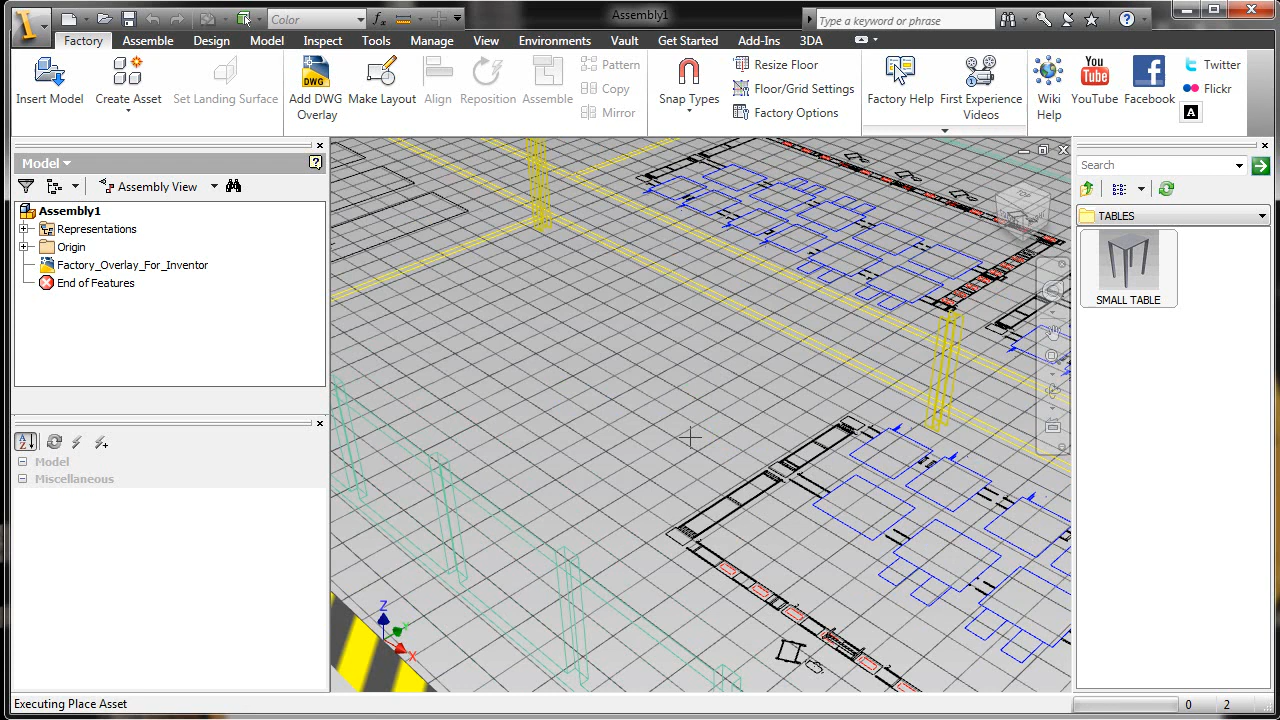 Color
Assembly1
Type a keyword or phrase
Factory Assemble Design Model Inspect Tools Manage View Environments Vault Get Started Add-Ins 3DA
Insert Model
Create Asset
Set Landing Surface
DWG
Add DWG
Overlay
Make Layout
Align
Reposition
Assemble
Pattern
Copy
Mirror
Snap Types
Resize Floor
Floor/Grid Settings
Factory Options
Factory Help
First Experience
Videos
Wiki
Help
You
Tube
YouTube
Facebook
Twitter
Flickr
A
Model
Assembly View
Assembly1
Representations
Origin
Factory_Overlay_For_Inventor
End of Features
Model
Miscellaneous
Z
X
Search
TABLES
SMALL TABLE
Executing Place Asset
0 2